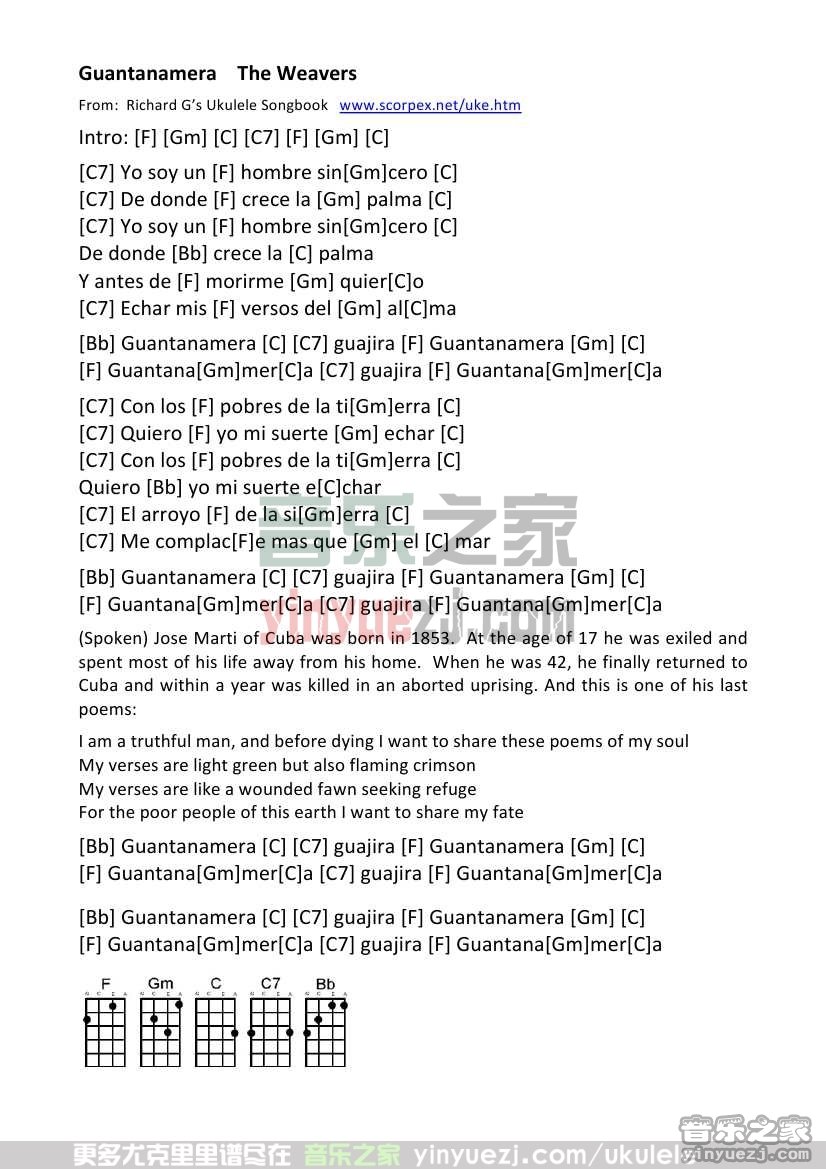 Guantanamera The Weavers
From: Richard G's Ukulele Songbook www.scorpex.net/uke.htm
Intro: [F] [Gm] [C] [C7] [F] [Gm] [C]
[C7] Yo soy un [F] hombre sin[Gm]cero [C]
[C7] De donde [F] crece la [Gm] palma [C]
[C7] Yo soy un [F] hombre sin[Gm]cero [C]
De donde [Bb] crece la [C] palma
Y antes de [F] morirme [Gm] quier[C]o
[C7] Echar mis [F] versos del [Gm] al[C]ma
[Bb] Guantanamera [C] [C7] guajira [F] Guantanamera [Gm] [C]
[F] Guantana[Gm]mer[C]a [C7] guajira [F] Guantana[Gm]mer[C]a
[C7] Con los [F] pobres de la ti[Gm]erra [C]
[C7] Quiero [F] yo mi suerte [Gm] echar [C]
[C7] Con los [F] pobres de la ti[Gm]erra [C]
Quiero [Bb] yo mi suerte e[C]char
[C7] El arroyo [F] de la si[Gm]erra [C]
[C7] Me complac[F]e mas que [Gm] el [C] mar
音乐之家
[Bb] Guantanamera [C] [C7] guajira [F] Guantanamera [Gm] [C]
[F] Guantana[Gm]mer[C]a [C7] guajira [F] Guantana[Gm]mer[C]a
yinyuezj.com
(Spoken) Jose Marti of Cuba was born in 1853. At the age of 17 he was exiled and
spent most of his life away from his home. When he was 42, he finally returned to
Cuba and within a year was killed in an aborted uprising. And this is one of his last
poems:
I am a truthful man, and before dying I want to share these poems of my soul
My verses are light green but also flaming crimson
My verses are like a wounded fawn seeking refuge
For the poor people of this earth I want to share my fate
[Bb] Guantanamera [C] [C7] guajira [F] Guantanamera [Gm] [C]
[F] Guantana[Gm]mer[C]a [C7] guajira [F] Guantana[Gm]mer[C]a
[Bb] Guantanamera [C] [C7] guajira [F] Guantanamera [Gm] [C]
[F] Guantana[Gm]mer[C]a [C7] guajira [F] Guantana[Gm]mer[C]a
F Gm C C7 Bb
G C E A G C E A G C E A G C E A G C E A
更多尤克里里谱尽在 音乐之家 yinyuezj.com/ukulele
音乐之家
yinyuezj.com